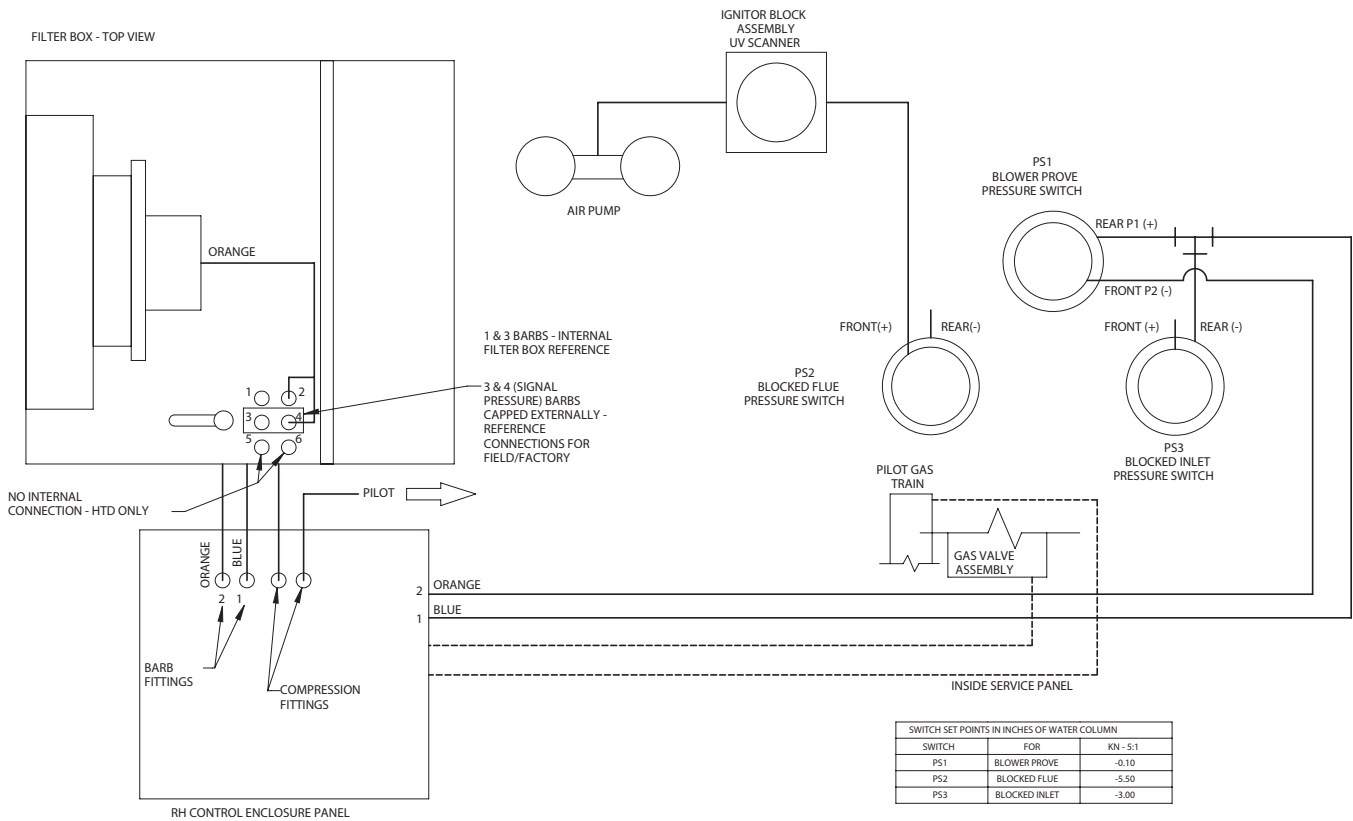 FILTER BOX - TOP VIEW
IGNITOR BLOCK
ASSEMBLY
UV SCANNER
AIR PUMP
PS1
BLOWER PROVE
PRESSURE SWITCH
REAR P1 (+)
FRONT P2 (-)
ORANGE
1 & 3 BARBS - INTERNAL
FILTER BOX REFERENCE
3 & 4 (SIGNAL
PRESSURE) BARBS
CAPPED EXTERNALLY -
REFERENCE
CONNECTIONS FOR
FIELD/FACTORY
FRONT(+)
REAR(-)
PS2
BLOCKED FLUE
PRESSURE SWITCH
FRONT (+)
REAR (-)
PS3
BLOCKED INLET
PRESSURE SWITCH
1
2
3
4
5
6
NO INTERNAL
CONNECTION - HTD ONLY
PILOT
PILOT GAS
TRAIN
GAS VALVE
ASSEMBLY
ORANGE
BLUE
2
1
2
ORANGE
1
BLUE
BARB
FITTINGS
COMPRESSION
FITTINGS
INSIDE SERVICE PANEL
RH CONTROL ENCLOSURE PANEL
SWITCH SET POINTS IN INCHES OF WATER COLUMN
SWITCH FOR KN - 5:1
PS1 BLOWER PROVE -0.10
PS2 BLOCKED FLUE -5.50
PS3 BLOCKED INLET -3.00